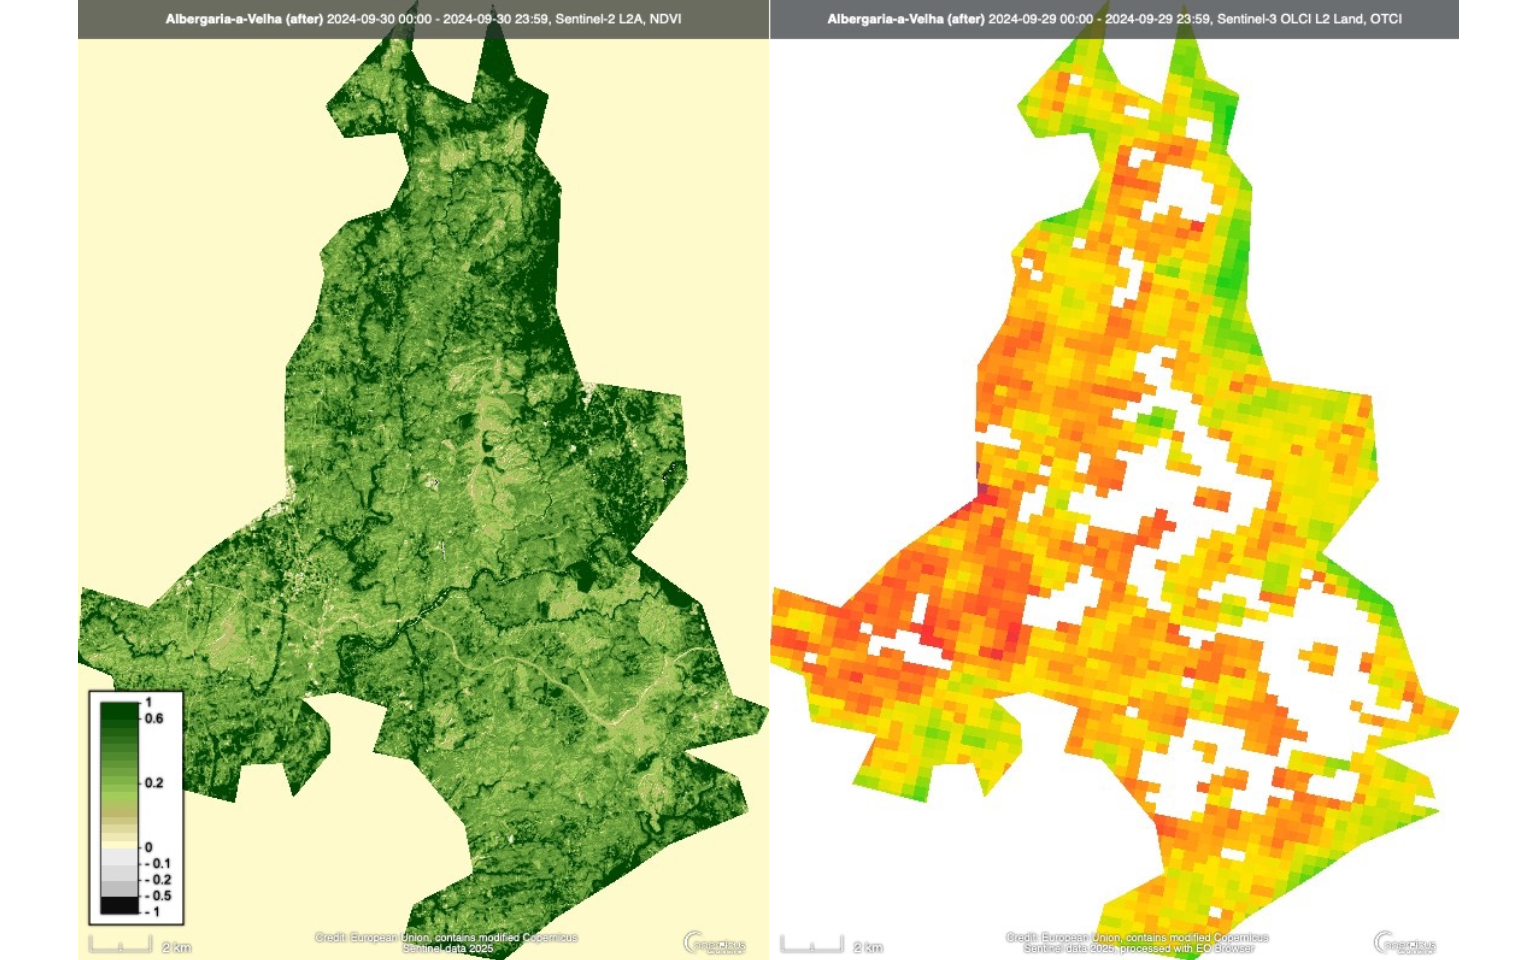 Albergaria-a-Velha (after) 2024-09-30 00:00 - 2024-09-30 23:59, Sentinel-2 L2A, NDVI
Albergaria-a-Velha (after) 2024-09-29 00:00 - 2024-09-29 23:59, Sentinel-3 OLCI L2 Land, OTCI
1
0.6
0.2
0
- 0.1
- 0.2
- 0.5
- 1
2 km
Credit: European Union, contains modified Copernicus
Sentinel data 2025
2 km
Credit: European Union, contains modified Copernicus
Sentinel data 2025, processed with EO Browser